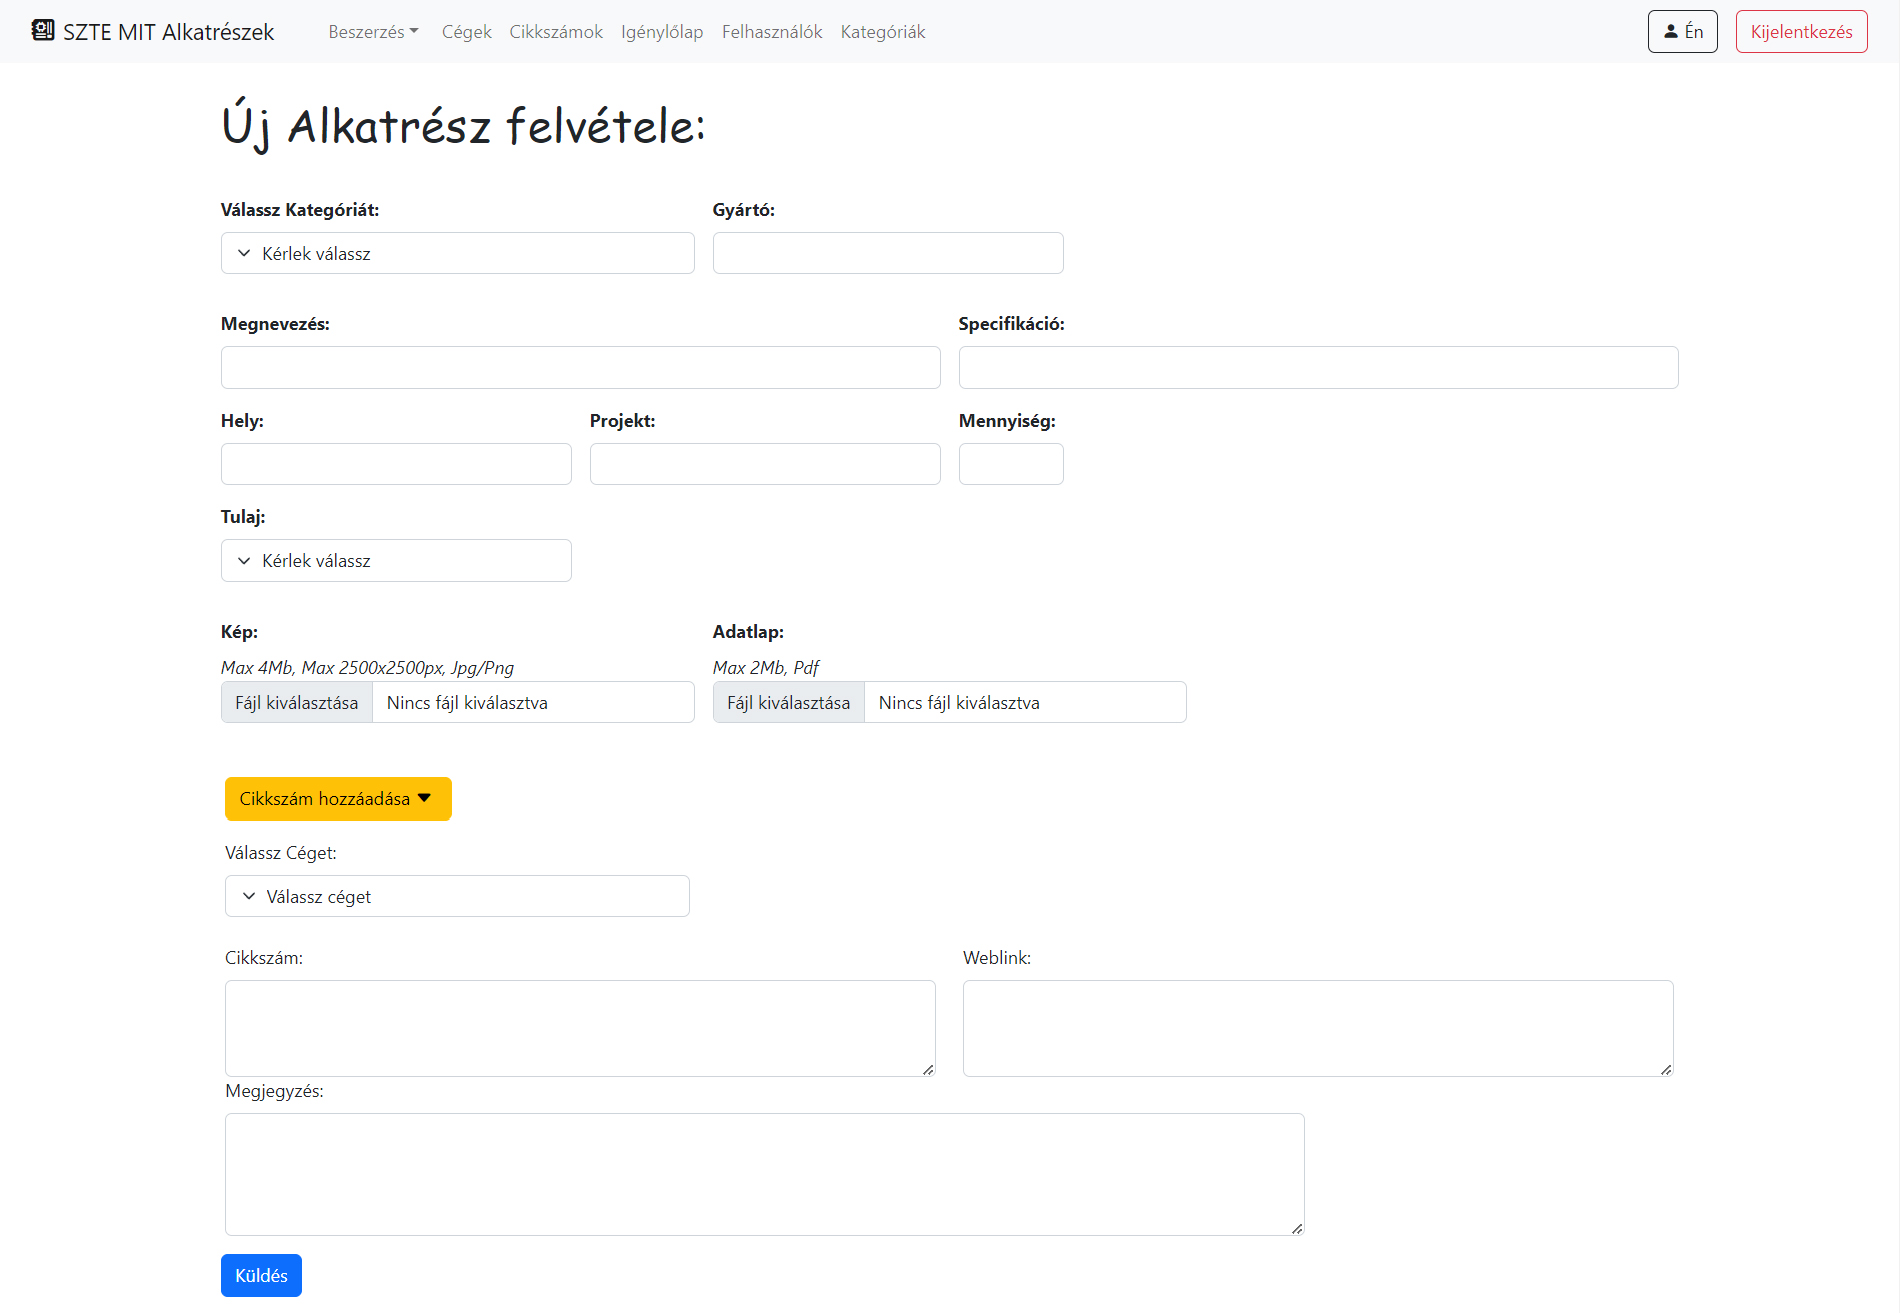 SZTE MIT Alkatrészek Beszerzés Cégek Cikkszámok Igénylőlap Felhasználók Kategóriák Én Kijelentkezés
Új Alkatrész felvétele:
Válassz Kategóriát: Gyártó:
Kérlek válassz
Megnevezés: Specifikáció:
Hely: Projekt: Mennyiség:
Tulaj:
Kérlek válassz
Kép: Adatlap:
Max 4Mb, Max 2500x2500px, Jpg/Png Max 2Mb, Pdf
Fájl kiválasztása Nincs fájl kiválasztva Fájl kiválasztása Nincs fájl kiválasztva
Cikkszám hozzáadása
Válassz Céget:
Válassz céget
Cikkszám: Weblink:
Megjegyzés:
Küldés